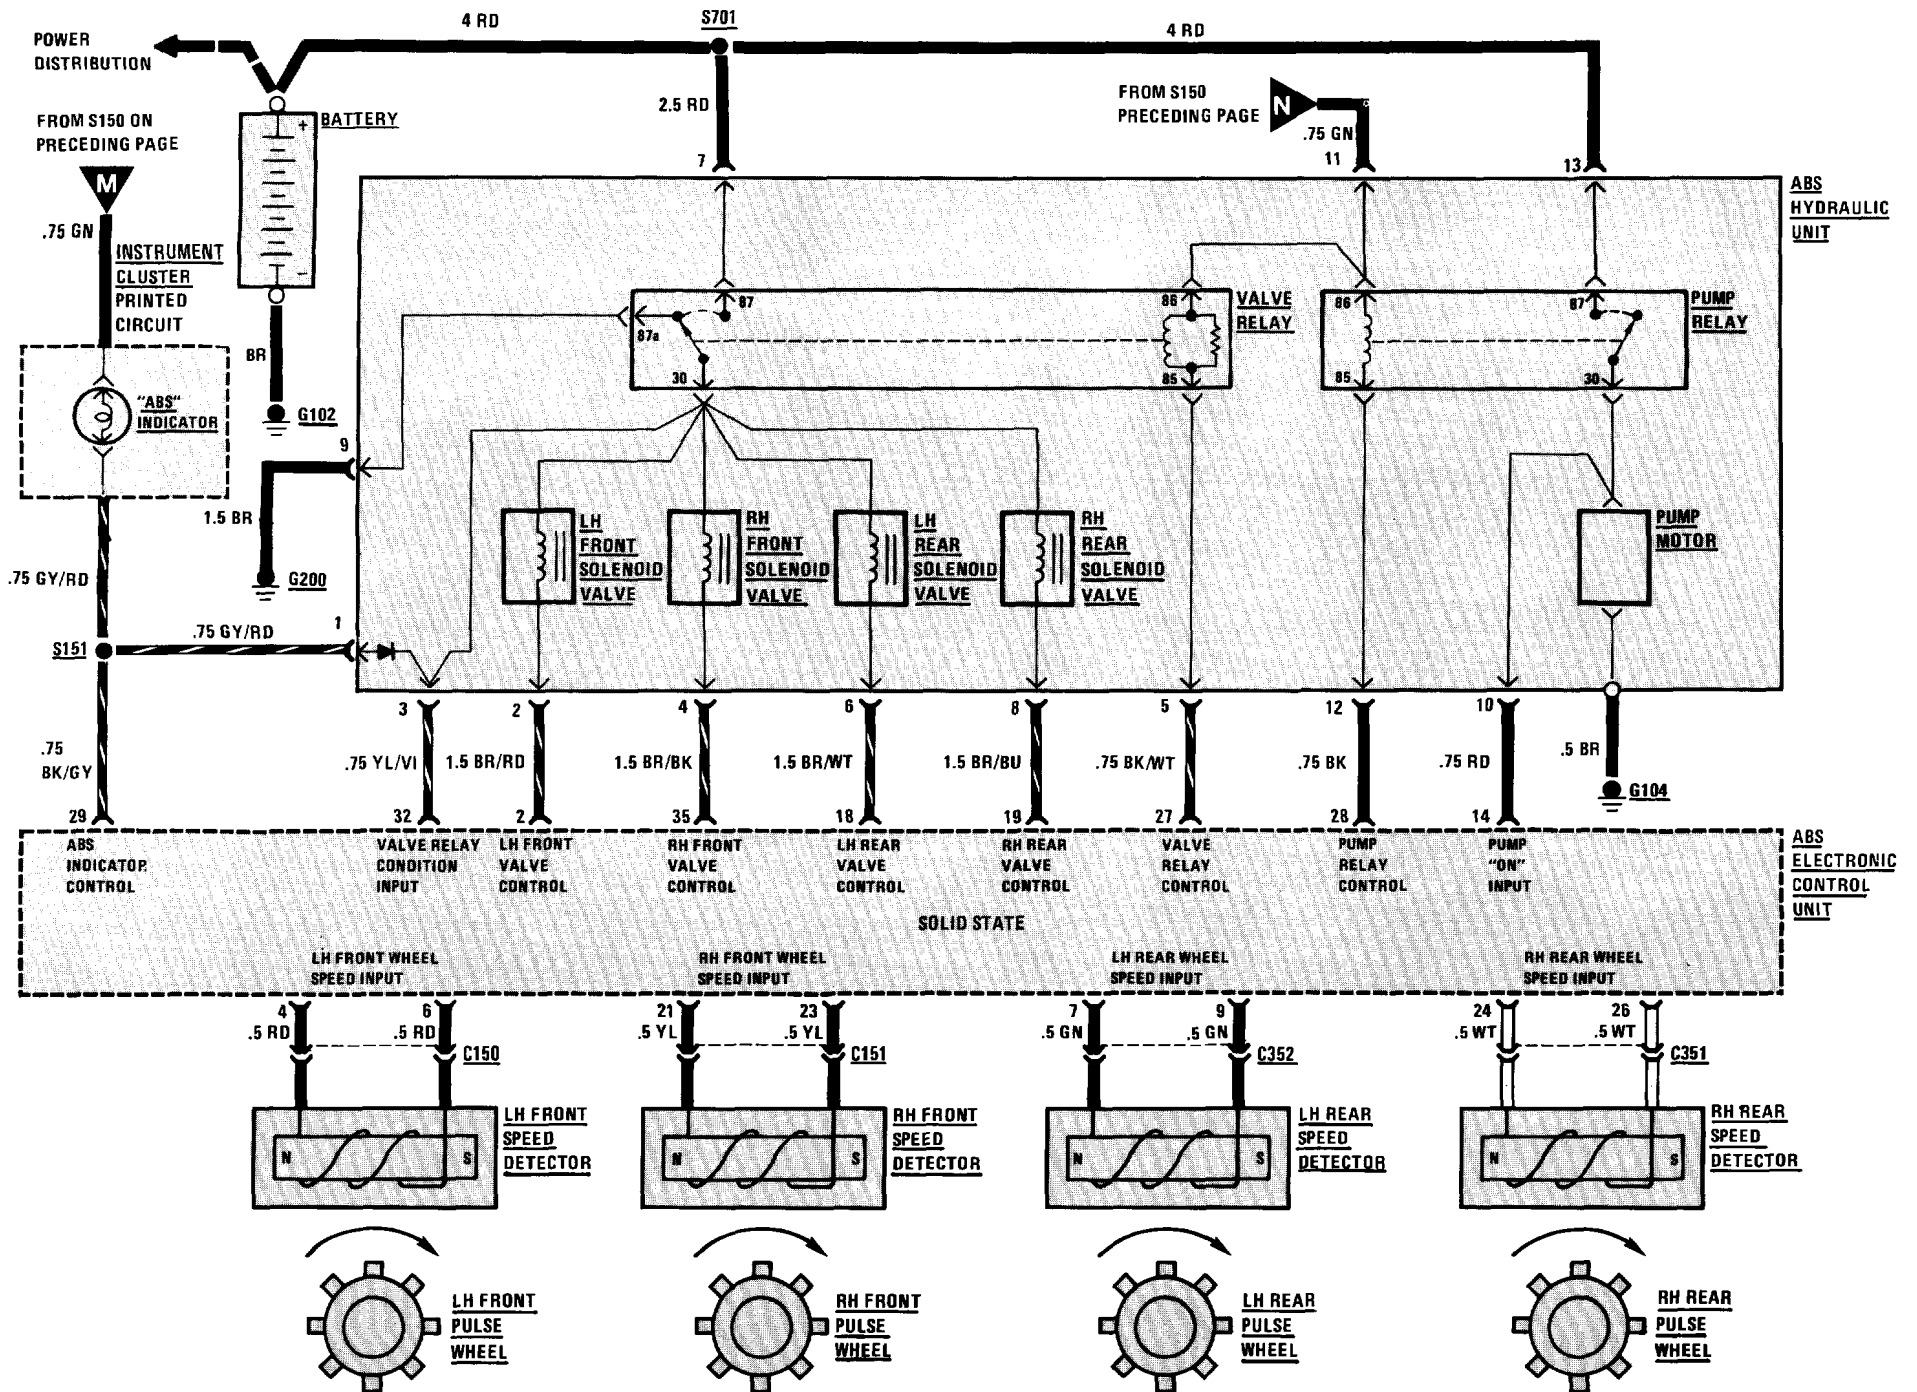 4 RD
S701
4 RD
POWER
DISTRIBUTION
FROM S150 ON
PRECEDING PAGE
M
.75 GN
+
BATTERY
-
2.5 RD
7
FROM S150
PRECEDING PAGE
N
.75 GN
11
13
ABS
HYDRAULIC
UNIT
INSTRUMENT
CLUSTER
PRINTED
CIRCUIT
BR
G102
"ABS"
INDICATOR
87
87a
30
86
85
VALVE
RELAY
86
85
87
30
PUMP
RELAY
9
1.5 BR
G200
LH
FRONT
SOLENOID
VALVE
RH
FRONT
SOLENOID
VALVE
LH
REAR
SOLENOID
VALVE
RH
REAR
SOLENOID
VALVE
PUMP
MOTOR
.75 GY/RD
S151
.75 GY/RD
1
3
2
4
6
8
5
12
10
.75
BK/GY
.75 YL/VI
1.5 BR/RD
1.5 BR/BK
1.5 BR/WT
1.5 BR/BU
.75 BK/WT
.75 BK
.75 RD
.5 BR
G104
29
32
2
35
18
19
27
28
14
ABS
INDICATOR
CONTROL
VALVE RELAY
CONDITION
INPUT
LH FRONT
VALVE
CONTROL
RH FRONT
VALVE
CONTROL
LH REAR
VALVE
CONTROL
RH REAR
VALVE
CONTROL
VALVE
RELAY
CONTROL
PUMP
RELAY
CONTROL
PUMP
"ON"
INPUT
ABS
ELECTRONIC
CONTROL
UNIT
SOLID STATE
LH FRONT WHEEL
SPEED INPUT
RH FRONT WHEEL
SPEED INPUT
LH REAR WHEEL
SPEED INPUT
RH REAR WHEEL
SPEED INPUT
4
.5 RD
6
.5 RD
C150
21
.5 YL
23
.5 YL
C151
7
.5 GN
9
.5 GN
C352
24
.5 WT
26
.5 WT
C351
N
S
LH FRONT
SPEED
DETECTOR
N
S
RH FRONT
SPEED
DETECTOR
N
S
LH REAR
SPEED
DETECTOR
N
S
RH REAR
SPEED
DETECTOR
LH FRONT
PULSE
WHEEL
RH FRONT
PULSE
WHEEL
LH REAR
PULSE
WHEEL
RH REAR
PULSE
WHEEL